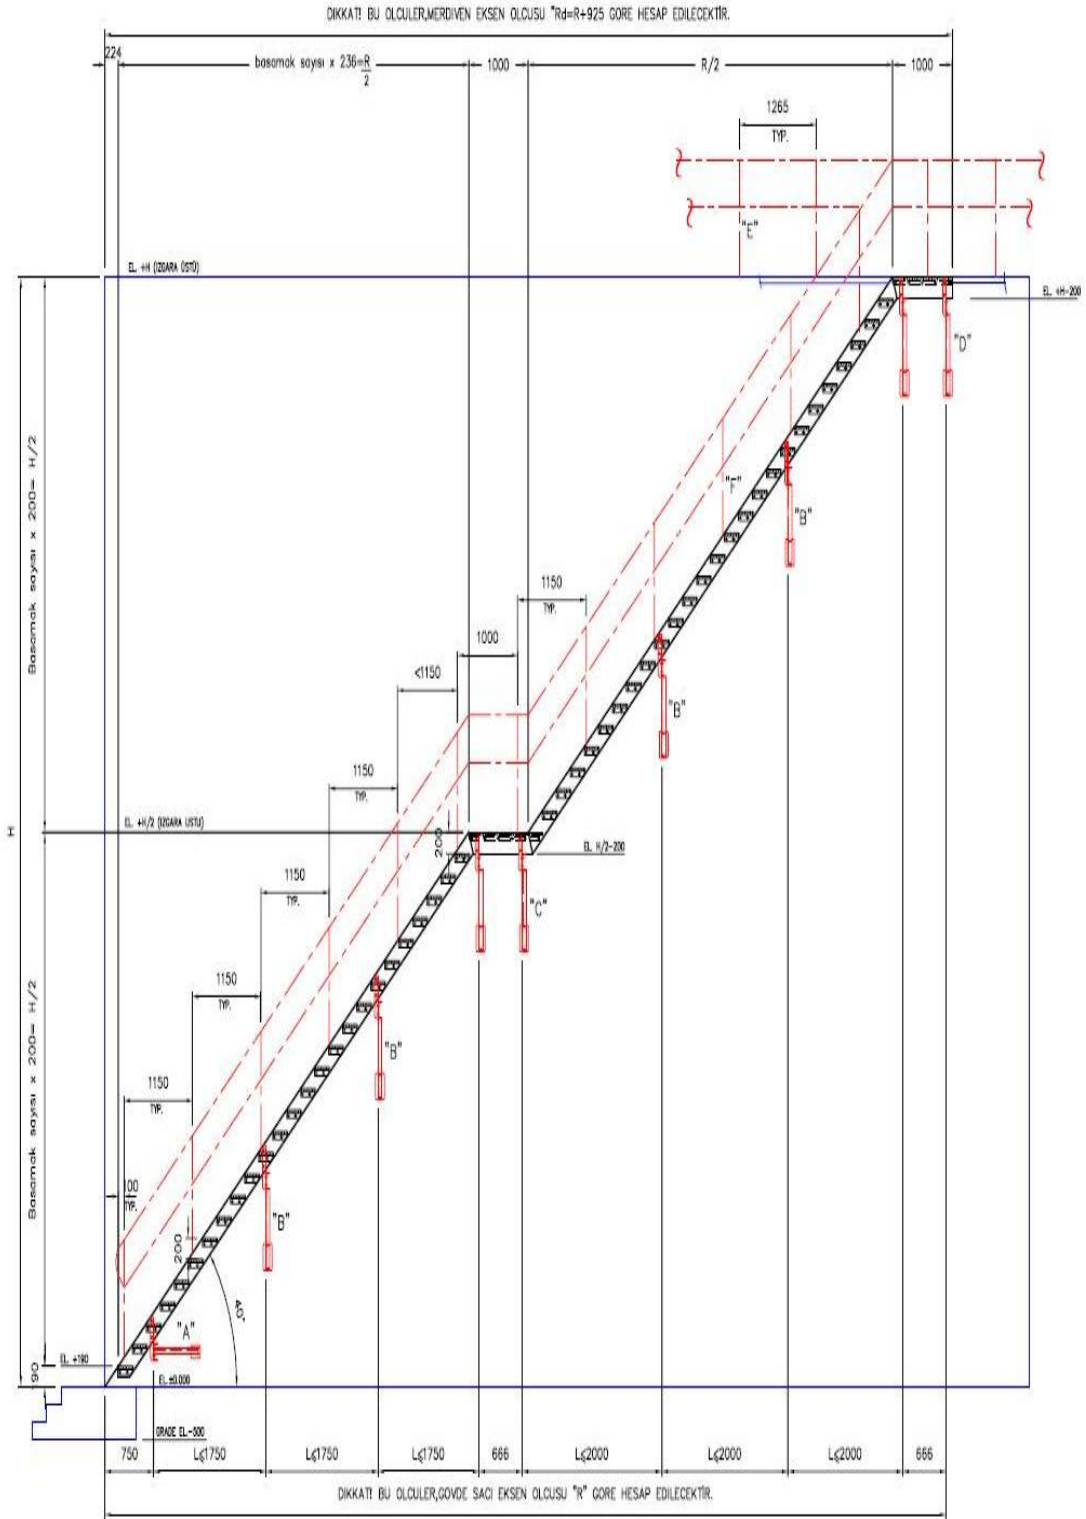 DIKKAT! BU OLCULER,MERDIVEN EKSEN OLCUSU "Rd=R+925 GORE HESAP EDILECEKTIR.
224
basamak sayısı x 236=R/2
1000
R/2
1000
1265
TYP.
"E"
EL. +H (IZGARA ÜSTÜ)
EL. +H-200
"D"
Basamak sayısı x 200= H/2
"F"
"B"
1150
TYP.
1000
<1150
"B"
1150
TYP.
H
EL. +H/2 (IZGARA USTU)
200
EL. H/2-200
1150
TYP.
"C"
1150
TYP.
Basamak sayısı x 200= H/2
"B"
1150
TYP.
100
TYP.
"B"
200
40°
"A"
EL. +190
190
EL. ±0.000
GRADE EL-500
750
L≤1750
L≤1750
L≤1750
666
L≤2000
L≤2000
L≤2000
666
DIKKAT! BU OLCULER,GOVDE SACI EKSEN OLCUSU "R" GORE HESAP EDILECEKTIR.